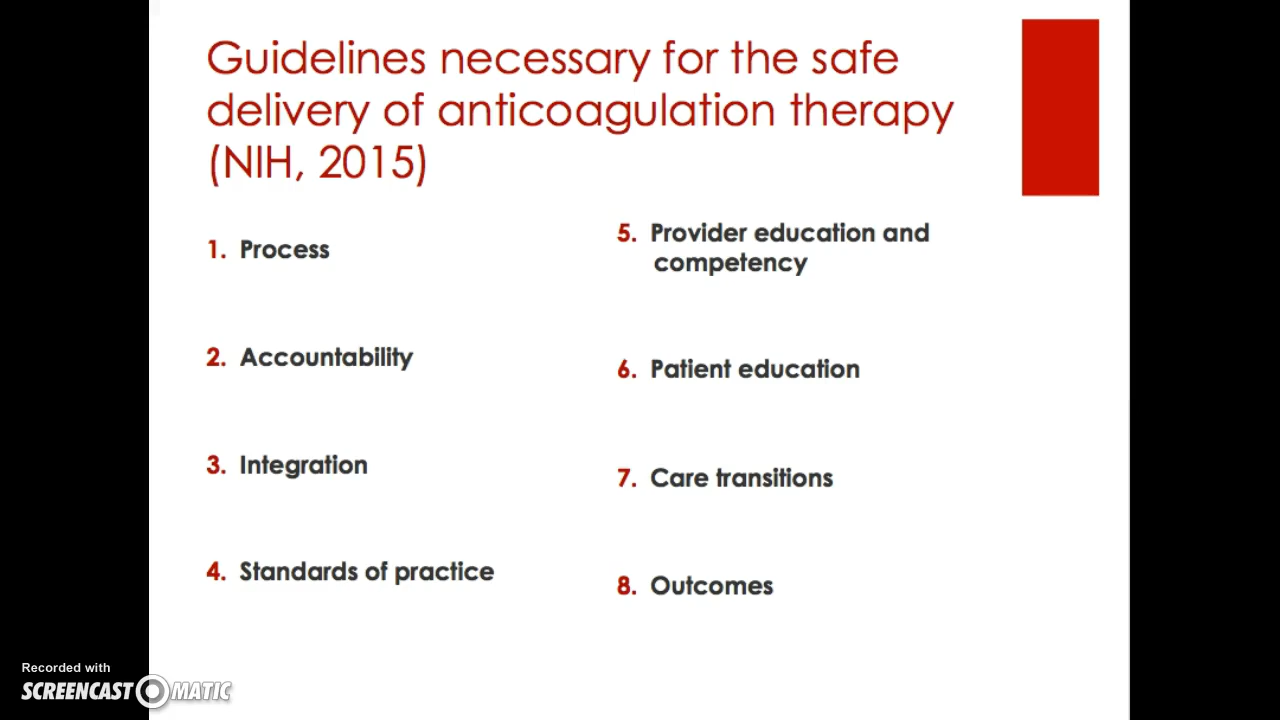 Guidelines necessary for the safe
delivery of anticoagulation therapy
(NIH, 2015)
1. Process
2. Accountability
3. Integration
4. Standards of practice
5. Provider education and
competency
6. Patient education
7. Care transitions
8. Outcomes
Recorded with
SCREENCAST MATIC